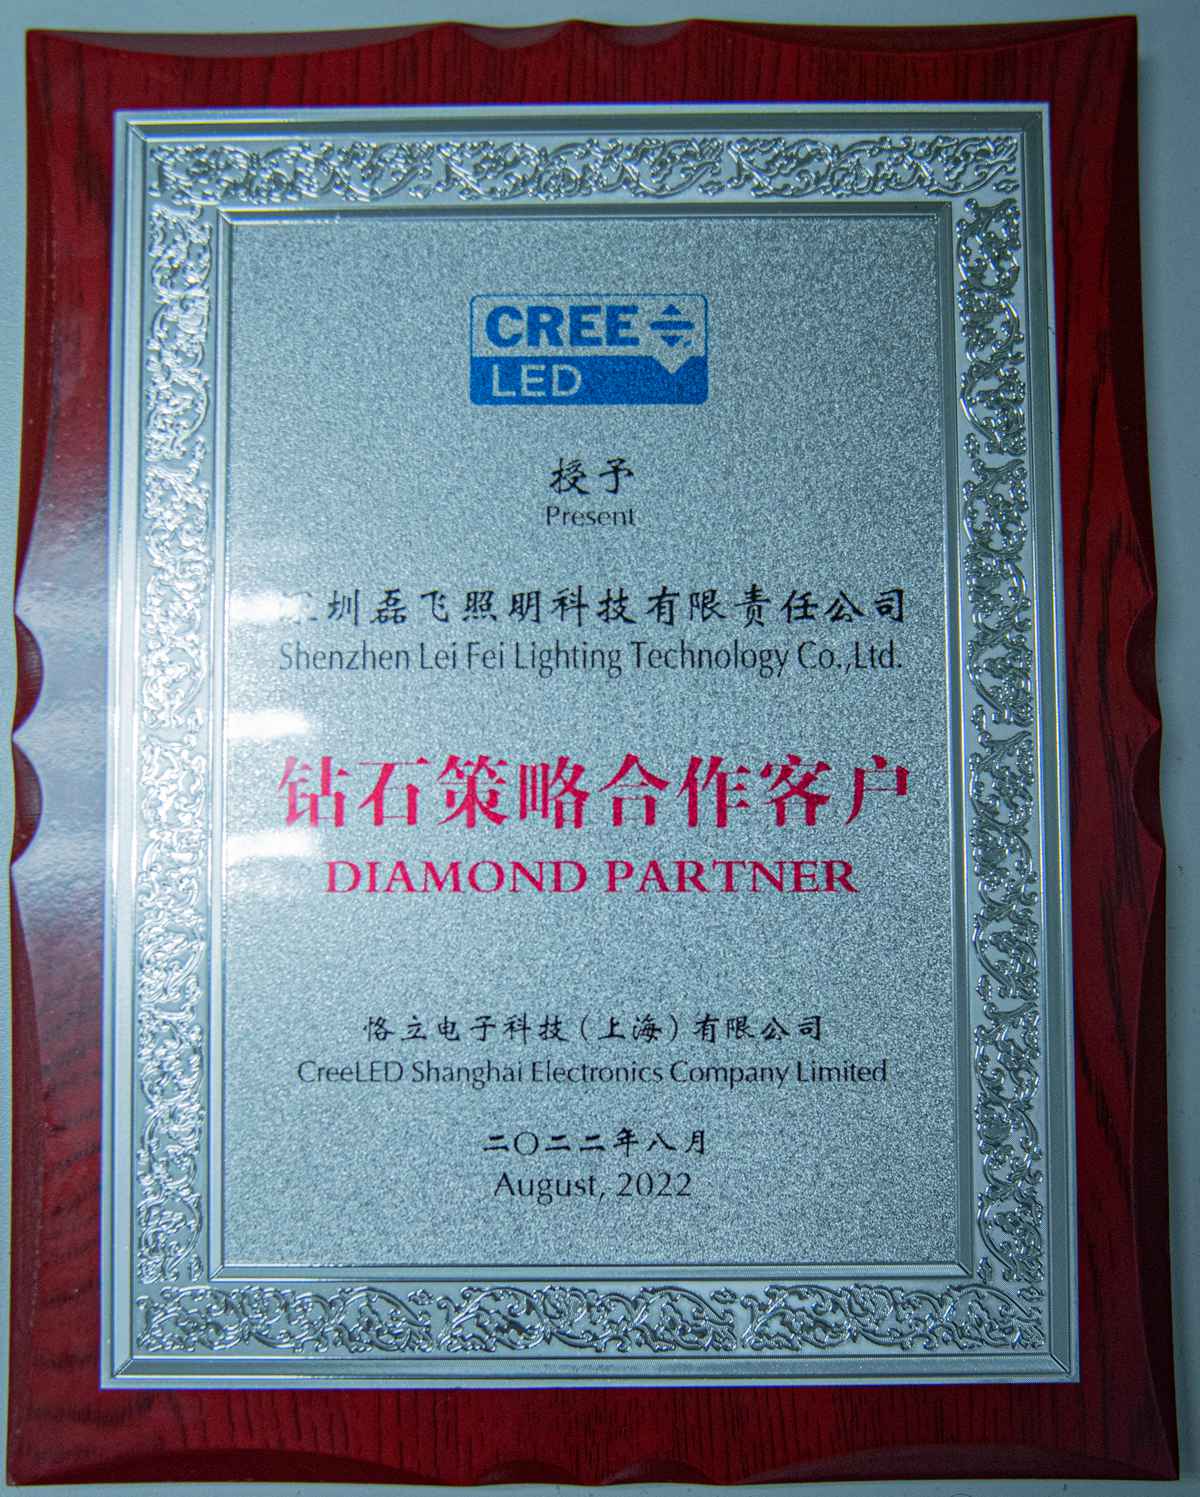 CREE
LED
授予
Present
深圳磊飞照明科技有限责任公司
Shenzhen Lei Fei Lighting Technology Co.,Ltd.
钻石策略合作客户
DIAMOND PARTNER
恪立电子科技(上海)有限公司
CreeLED Shanghai Electronics Company Limited
二〇二二年八月
August, 2022